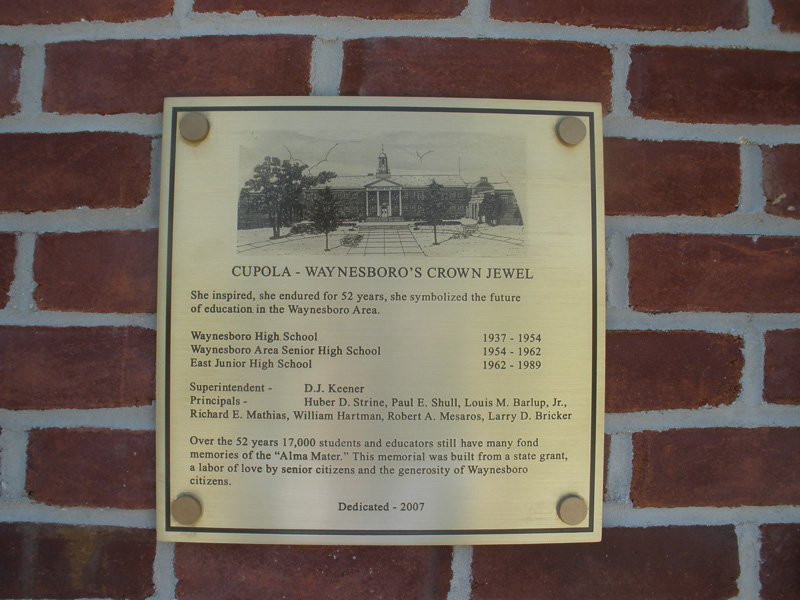 CUPOLA - WAYNESBORO'S CROWN JEWEL
She inspired, she endured for 52 years, she symbolized the future
of education in the Waynesboro Area.
Waynesboro High School 1937 - 1954
Waynesboro Area Senior High School 1954 - 1962
East Junior High School 1962 - 1989
Superintendent - D.J. Keener
Principals - Huber D. Strine, Paul E. Shull, Louis M. Barlup, Jr.,
Richard E. Mathias, William Hartman, Robert A. Mesaros, Larry D. Bricker
Over the 52 years 17,000 students and educators still have many fond
memories of the "Alma Mater." This memorial was built from a state grant,
a labor of love by senior citizens and the generosity of Waynesboro
citizens.
Dedicated - 2007